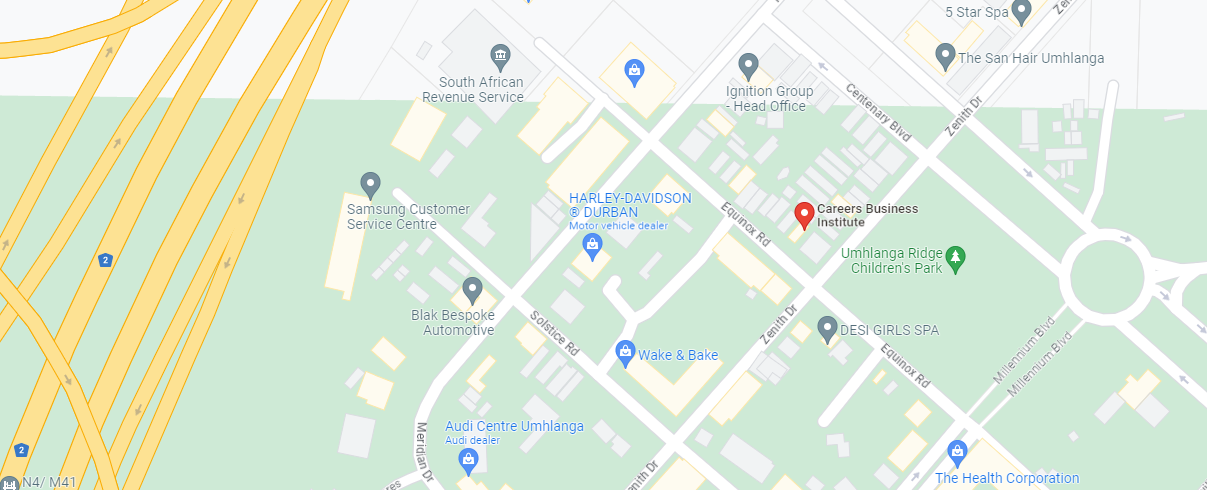 5 Star Spa
Zenith Dr
The San Hair Umhlanga
South African
Revenue Service
Ignition Group
- Head Office
Centenary Blvd
Zenith Dr
Samsung Customer
Service Centre
HARLEY-DAVIDSON
® DURBAN
Motor vehicle dealer
Equinox Rd
Careers Business
Institute
Umhlanga Ridge
Children's Park
2
Blak Bespoke
Automotive
Solstice Rd
Zenith Dr
DESI GIRLS SPA
Wake & Bake
Equinox Rd
Millennium Blvd
Millennium Blvd
Audi Centre Umhlanga
Audi dealer
Meridian Dr
2
The Health Corporation
N4/ M41